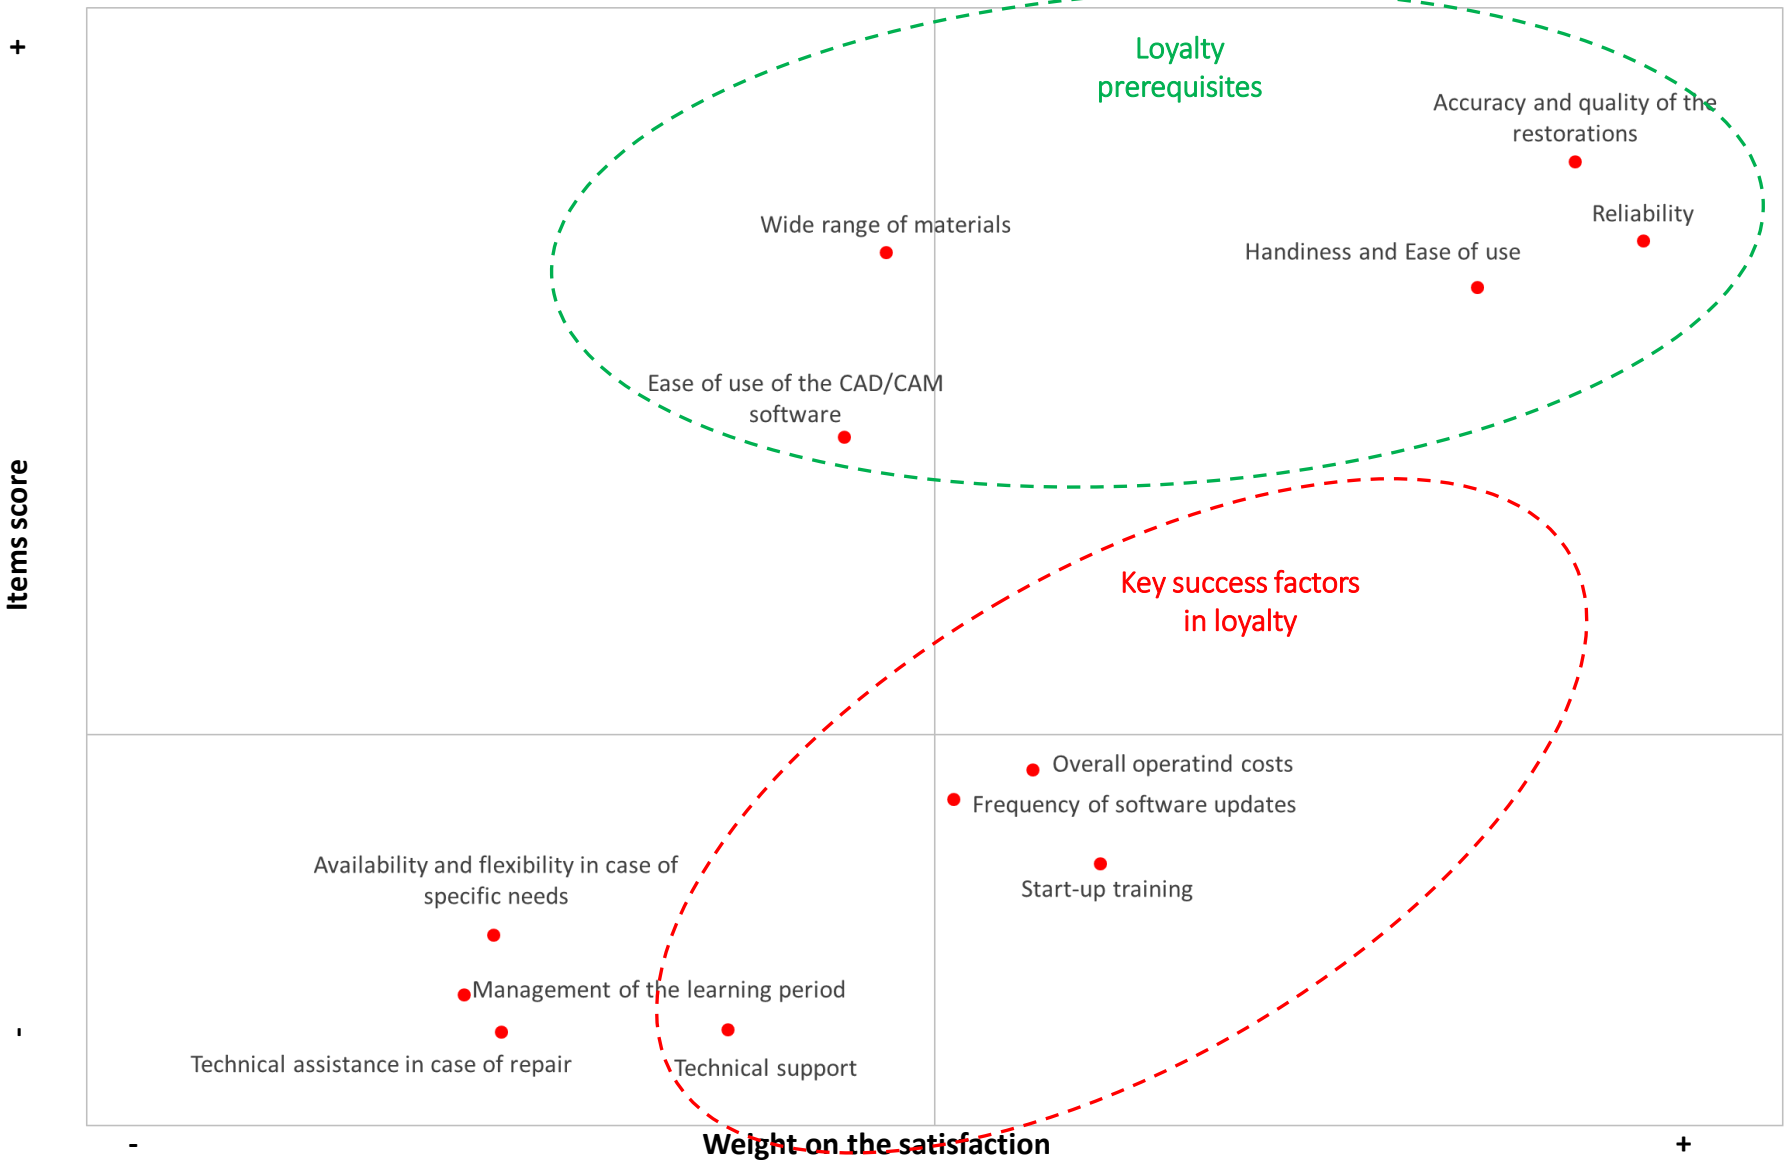 +
Loyalty
prerequisites
Accuracy and quality of the
restorations
Reliability
Wide range of materials
Handiness and Ease of use
Ease of use of the CAD/CAM
software
Items score
Key success factors
in loyalty
Overall operatind costs
Frequency of software updates
Availability and flexibility in case of
specific needs
Start-up training
Management of the learning period
-
Technical assistance in case of repair
Technical support
-
Weight on the satisfaction
+